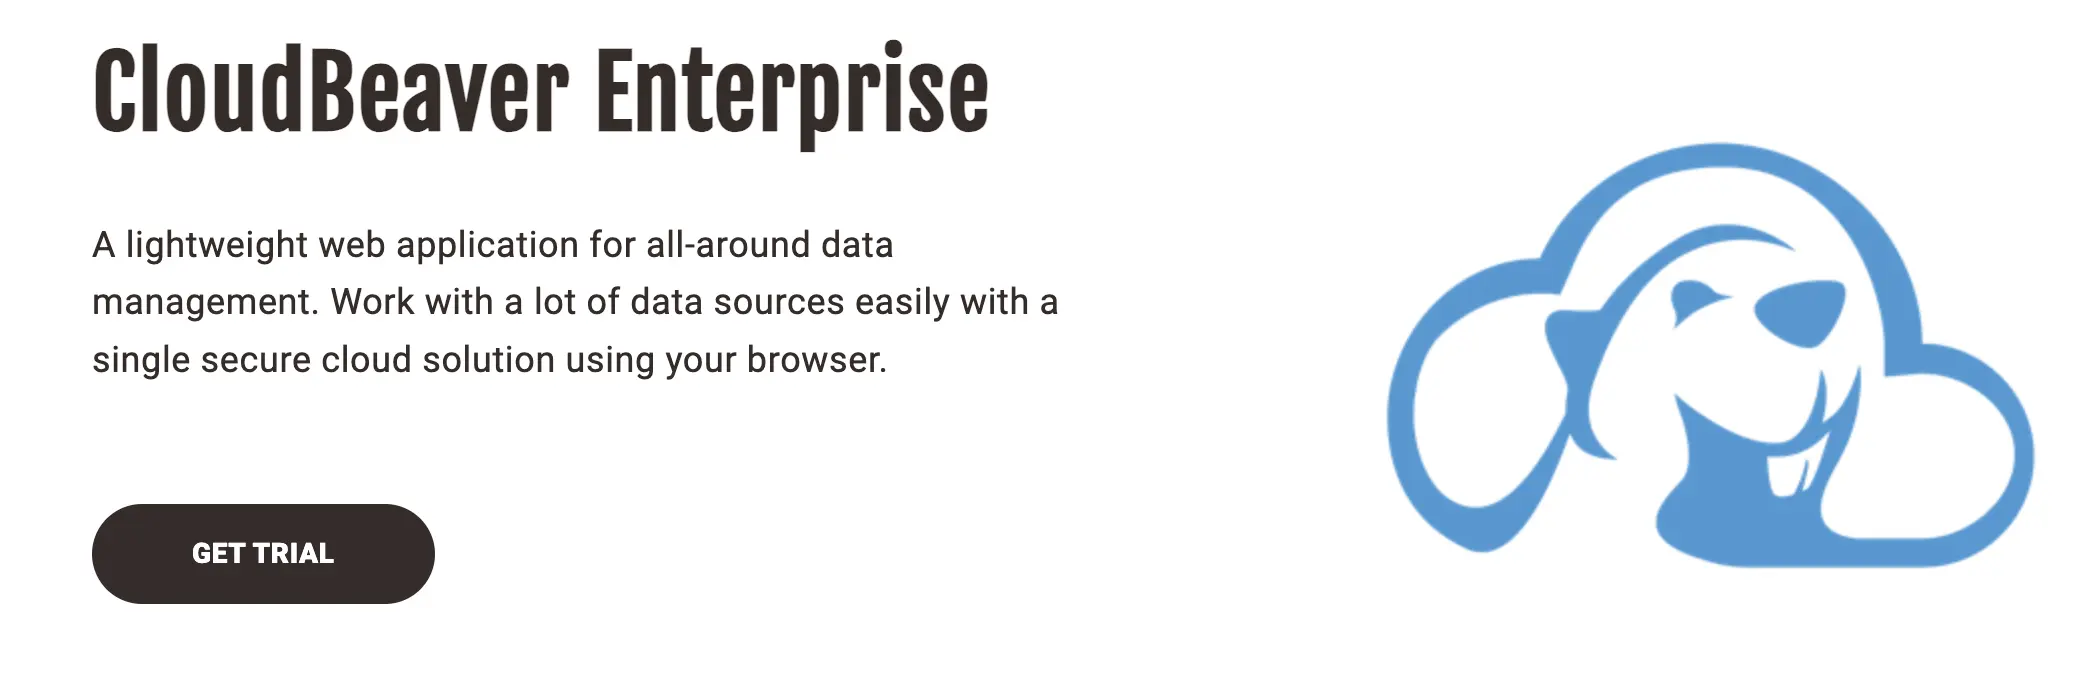 CloudBeaver Enterprise
A lightweight web application for all-around data
management. Work with a lot of data sources easily with a
single secure cloud solution using your browser.
GET TRIAL